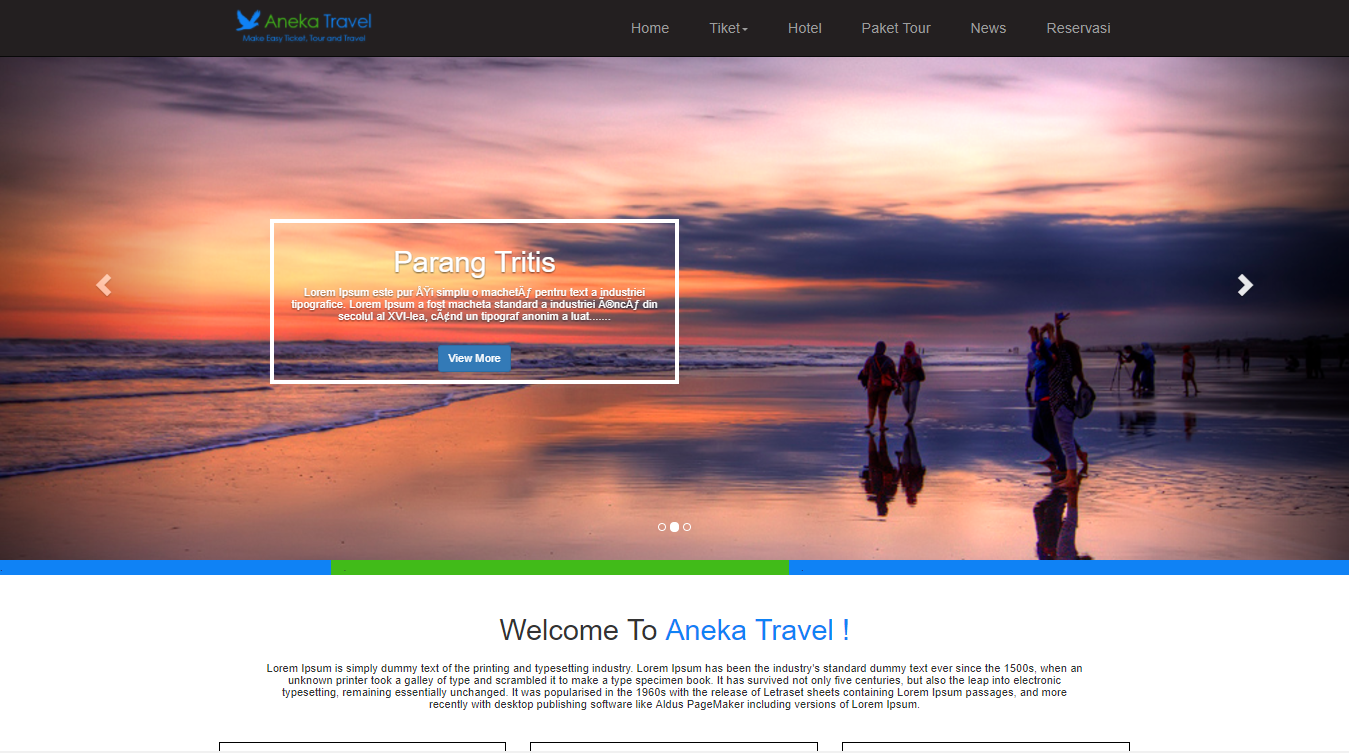 Aneka Travel
Make Easy Ticket, Tour and Travel
Home Tiket Hotel Paket Tour News Reservasi
Parang Tritis
Lorem Ipsum este pur ÅŸi simplu o machetÄƒ pentru text a industriei
tipografice. Lorem Ipsum a fost macheta standard a industriei Ã®ncÄƒ din
secolul al XVI-lea, cÃ¢nd un tipograf anonim a luat.......
View More
Welcome To Aneka Travel !
Lorem Ipsum is simply dummy text of the printing and typesetting industry. Lorem Ipsum has been the industry's standard dummy text ever since the 1500s, when an
unknown printer took a galley of type and scrambled it to make a type specimen book. It has survived not only five centuries, but also the leap into electronic
typesetting, remaining essentially unchanged. It was popularised in the 1960s with the release of Letraset sheets containing Lorem Ipsum passages, and more
recently with desktop publishing software like Aldus PageMaker including versions of Lorem Ipsum.